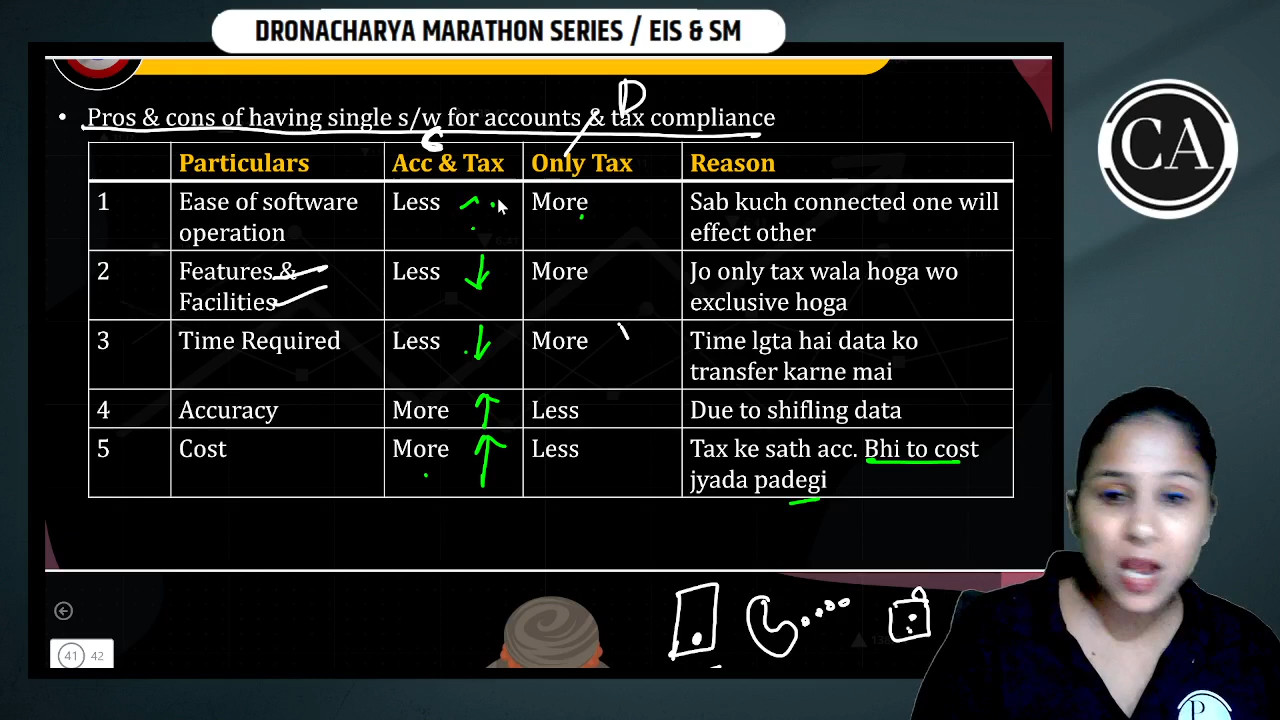 DRONACHARYA MARATHON SERIES / EIS & SM
CA
• Pros & cons of having single s/w for accounts & tax compliance
D
C
Particulars Acc & Tax Only Tax Reason
1 Ease of software operation Less More Sab kuch connected one will effect other
2 Features & Facilities Less More Jo only tax wala hoga wo exclusive hoga
3 Time Required Less More Time lgta hai data ko transfer karne mai
4 Accuracy More Less Due to shifling data
5 Cost More Less Tax ke sath acc. Bhi to cost jyada padegi
41 42
P